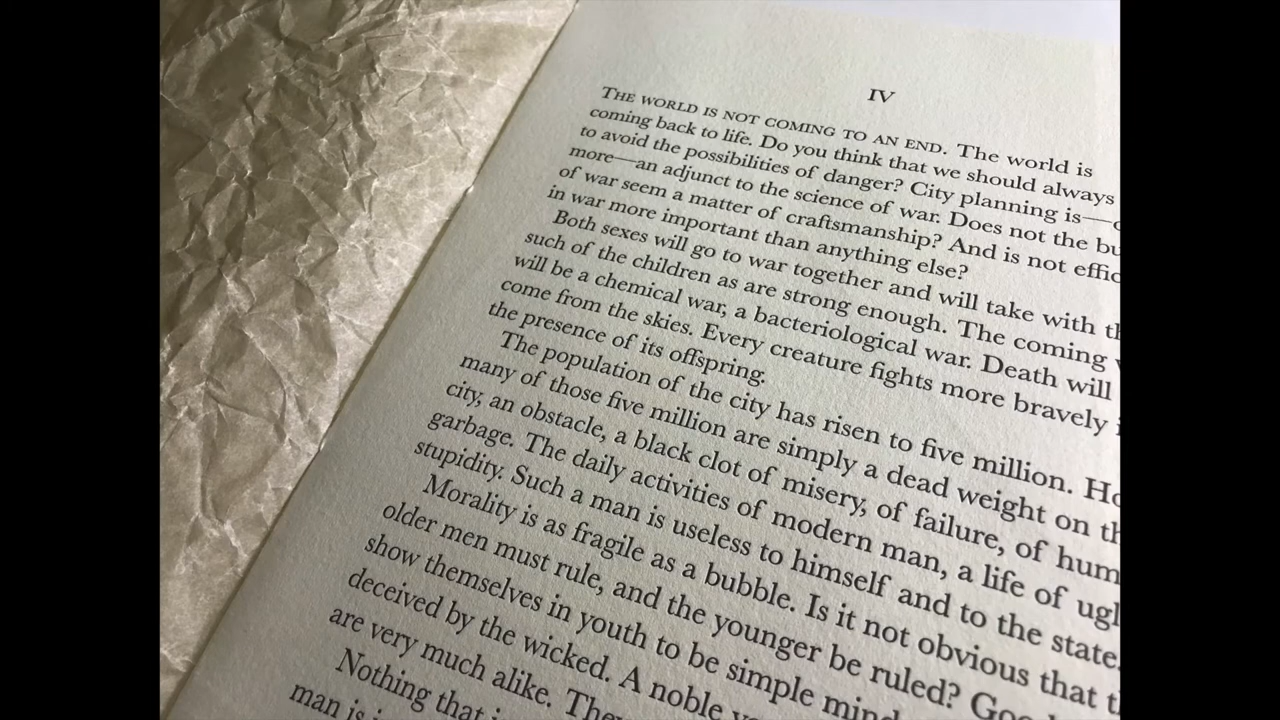 IV
THE WORLD IS NOT COMING TO AN END. The world is
coming back to life. Do you think that we should always
to avoid the possibilities of danger? City planning is—
more—an adjunct to the science of war. Does not the
of war seem a matter of craftsmanship? And is not
in war more important than anything else?
Both sexes will go to war together and will take with
such of the children as are strong enough. The coming
will be a chemical war, a bacteriological war. Death will
come from the skies. Every creature fights more bravely
the presence of its offspring.
The population of the city has risen to five million.
many of those five million are simply a dead weight on
city, an obstacle, a black clot of misery, of failure, of
garbage. The daily activities of modern man, a life of
stupidity. Such a man is useless to himself and to the state.
Morality is as fragile as a bubble. Is it not obvious that
older men must rule, and the younger be ruled?
show themselves in youth to be simple
deceived by the wicked. A noble
are very much alike. They
Nothing that
man is